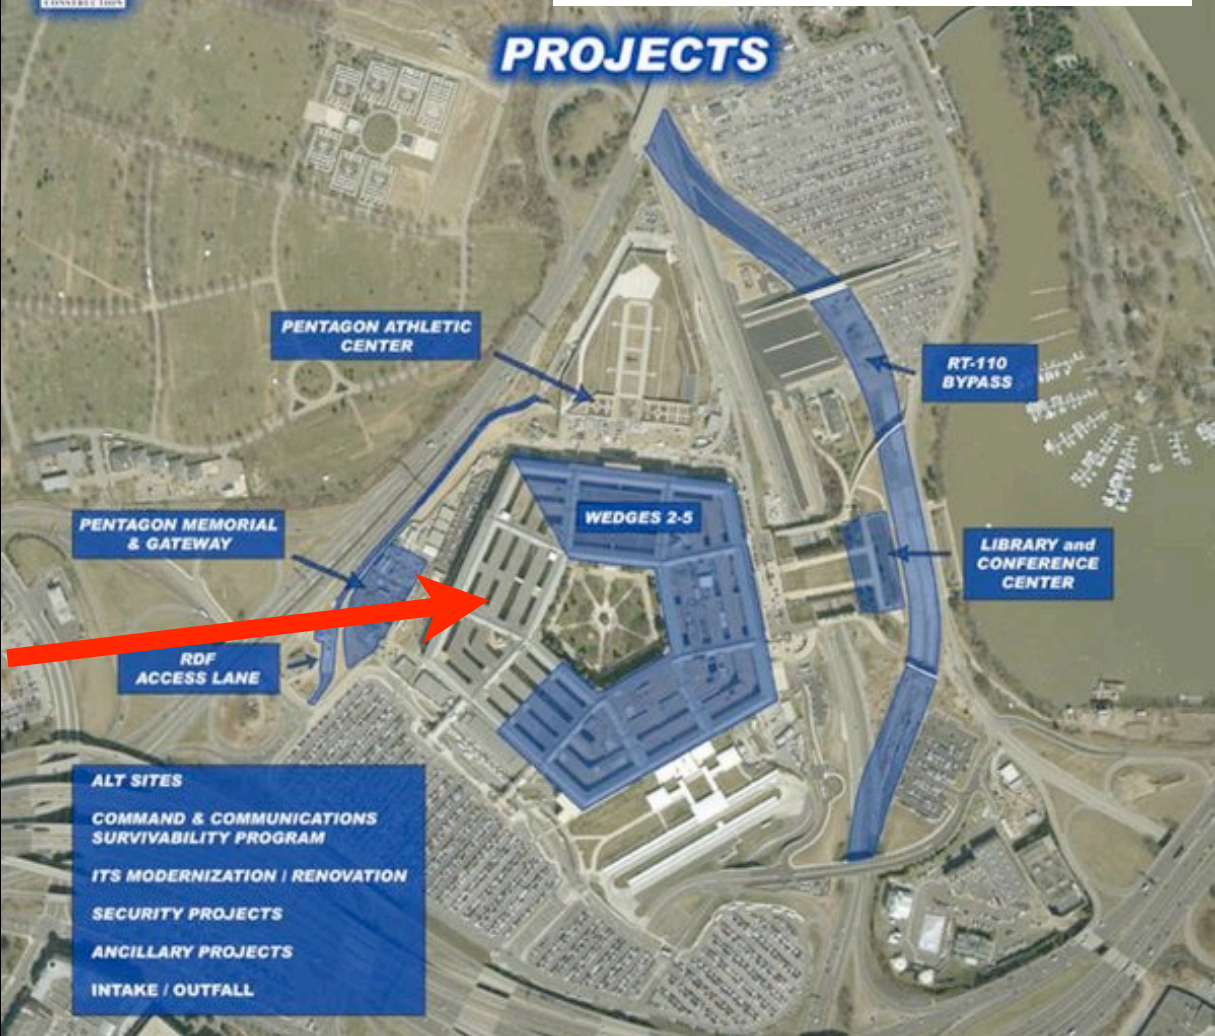 CONSTRUCTION
PROJECTS
PENTAGON ATHLETIC
CENTER
RT-110
BYPASS
WEDGES 2-5
PENTAGON MEMORIAL
& GATEWAY
LIBRARY and
CONFERENCE
CENTER
RDF
ACCESS LANE
ALT SITES
COMMAND & COMMUNICATIONS
SURVIVABILITY PROGRAM
ITS MODERNIZATION / RENOVATION
SECURITY PROJECTS
ANCILLARY PROJECTS
INTAKE / OUTFALL